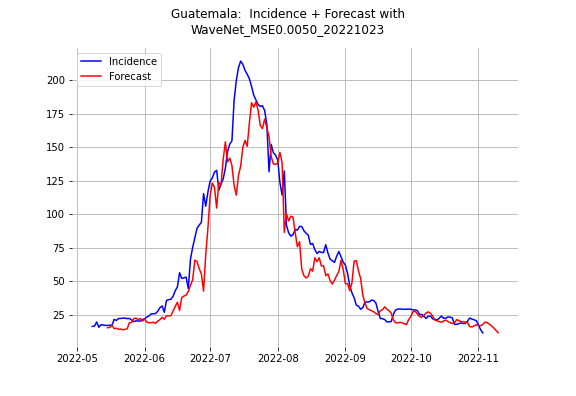 Guatemala:  Incidence + Forecast with
WaveNet_MSE0.0050_20221023
Incidence
Forecast
200
175
150
125
100
75
50
25
2022-05 2022-06 2022-07 2022-08 2022-09 2022-10 2022-11